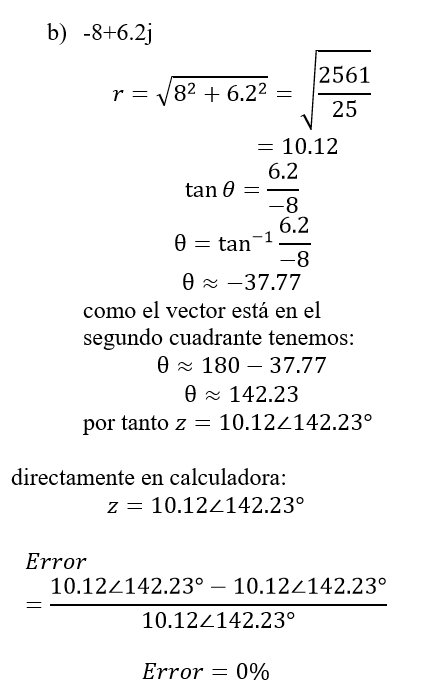 b) -8+6.2j
r = √(8² + 6.2²) = √(2561/25)
= 10.12
tan θ = 6.2/−8
θ = tan⁻¹ 6.2/−8
θ ≈ −37.77
como el vector está en el
segundo cuadrante tenemos:
θ ≈ 180 − 37.77
θ ≈ 142.23
por tanto z = 10.12∠142.23°
directamente en calculadora:
z = 10.12∠142.23°
Error
= (10.12∠142.23° − 10.12∠142.23°)/(10.12∠142.23°)
Error = 0%